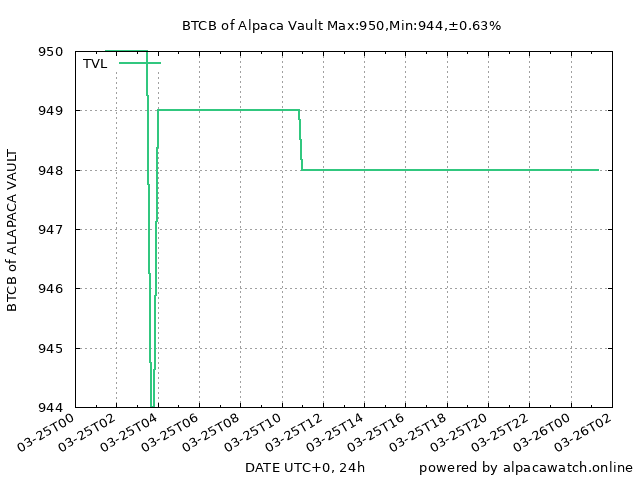 BTCB of Alpaca Vault Max:950,Min:944,±0.63%
950
TVL
949
948
947
946
945
944
BTCB of ALAPACA VAULT
03-25T00
03-25T02
03-25T04
03-25T06
03-25T08
03-25T10
03-25T12
03-25T14
03-25T16
03-25T18
03-25T20
03-25T22
03-26T00
03-26T02
DATE UTC+0, 24h
powered by alpacawatch.online